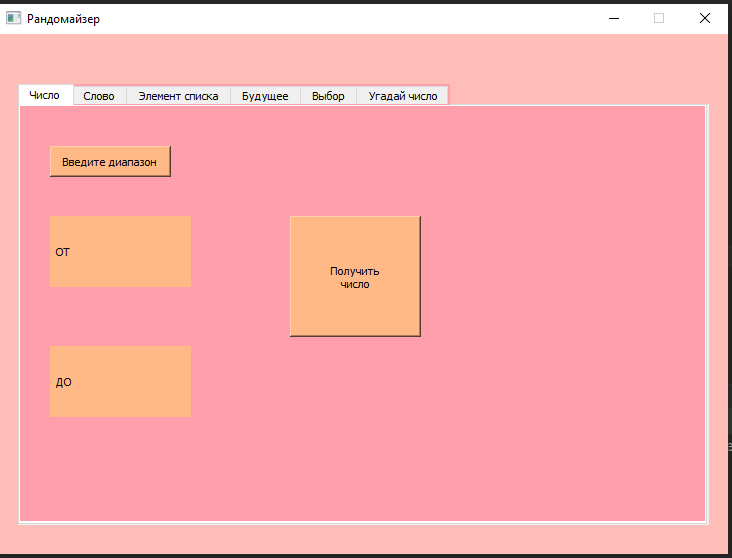 Рандомайзер
Число Слово Элемент списка Будущее Выбор Угадай число
Введите диапазон
ОТ
Получить
число
ДО